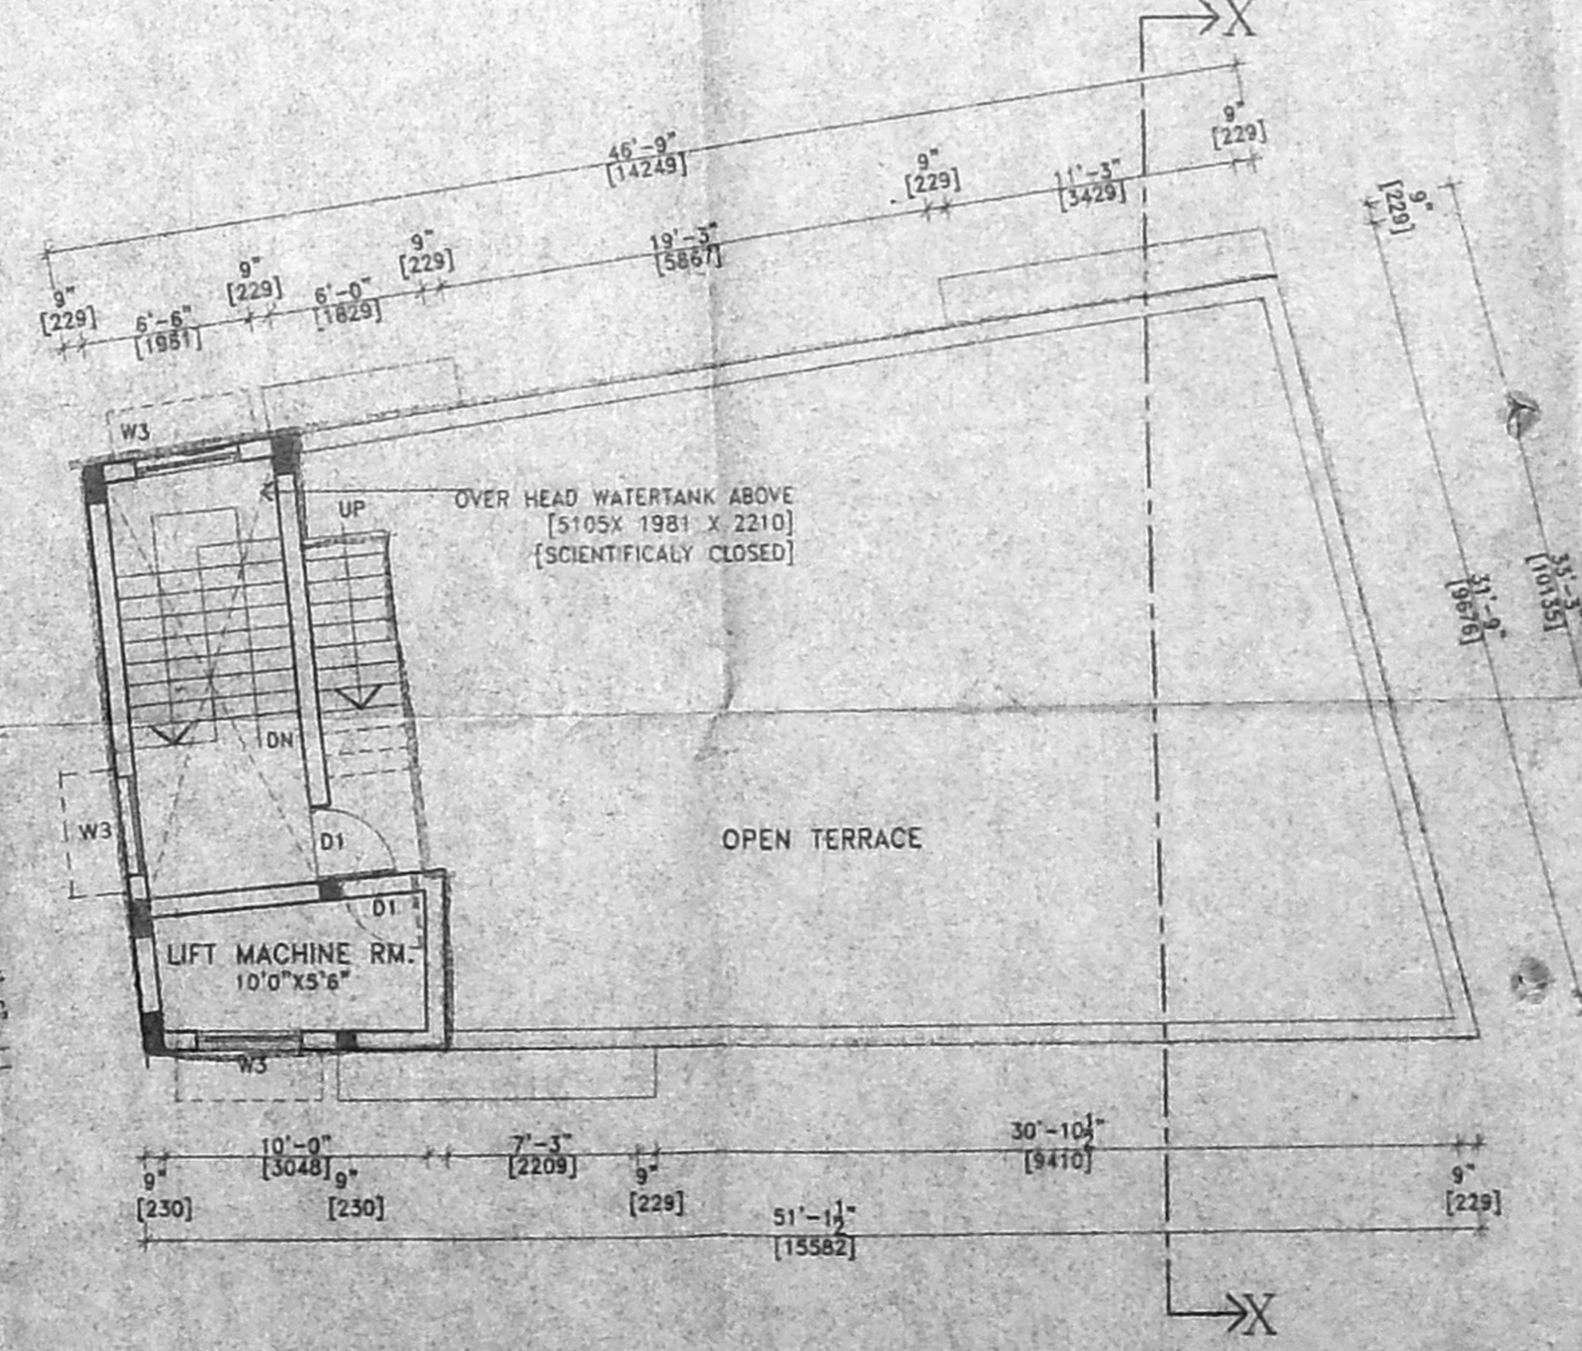 X
46'-9"
[14249]
9"
[229]
9"
[229]
11'-3"
[3429]
9"
[229]
19'-3"
[5867]
9"
[229]
9"
[229]
6'-0"
[1829]
9"
[229]
6'-6"
[1981]
W3
UP
OVER HEAD WATERTANK ABOVE
[5105X 1981 X 2210]
[SCIENTIFICALY CLOSED]
33'-3"
[10135]
31'-9"
[9676]
DN
W3
D1
OPEN TERRACE
D1
LIFT MACHINE RM.
10'0"X5'6"
W3
10'-0"
[3048]
7'-3"
[2209]
30'-10½"
[9410]
9"
[230]
9"
[230]
9"
[229]
9"
[229]
51'-1½"
[15582]
X